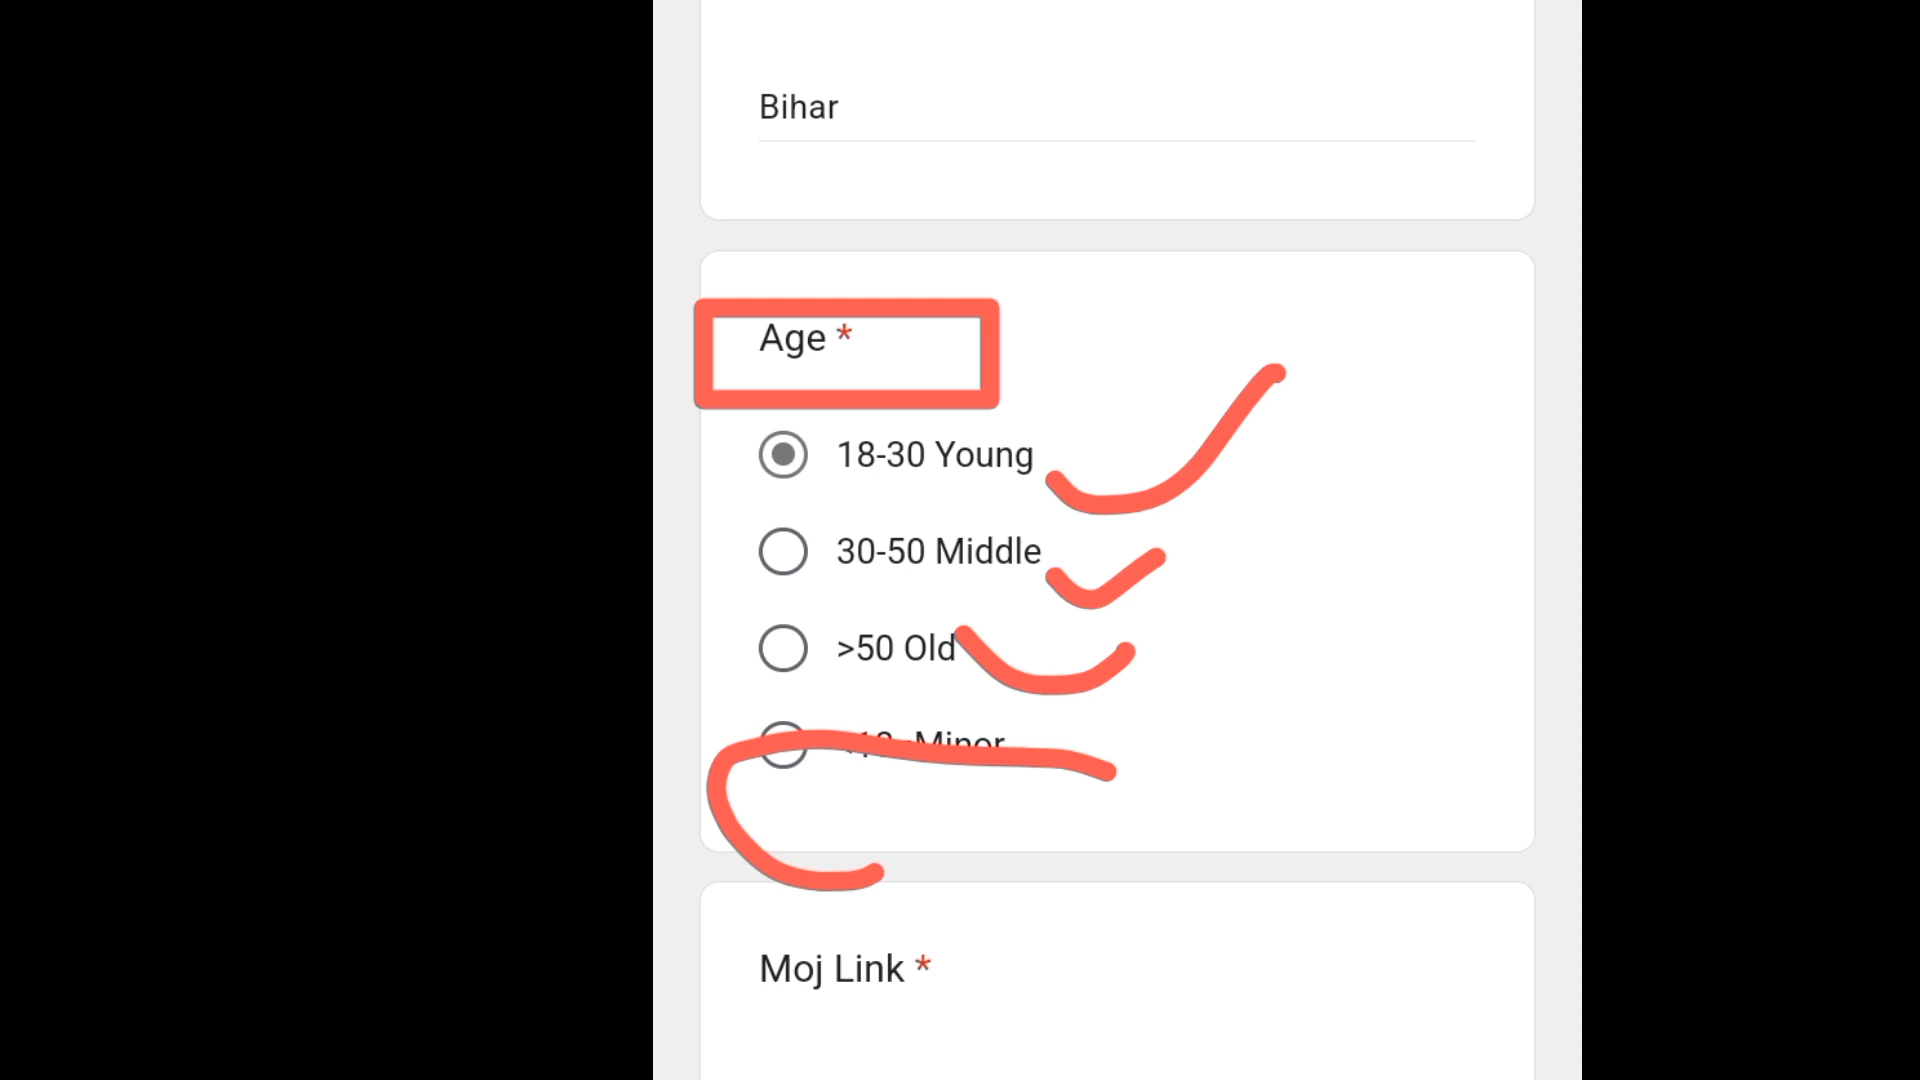 Bihar
Age *
18-30 Young
30-50 Middle
>50 Old
Minor
Moj Link *